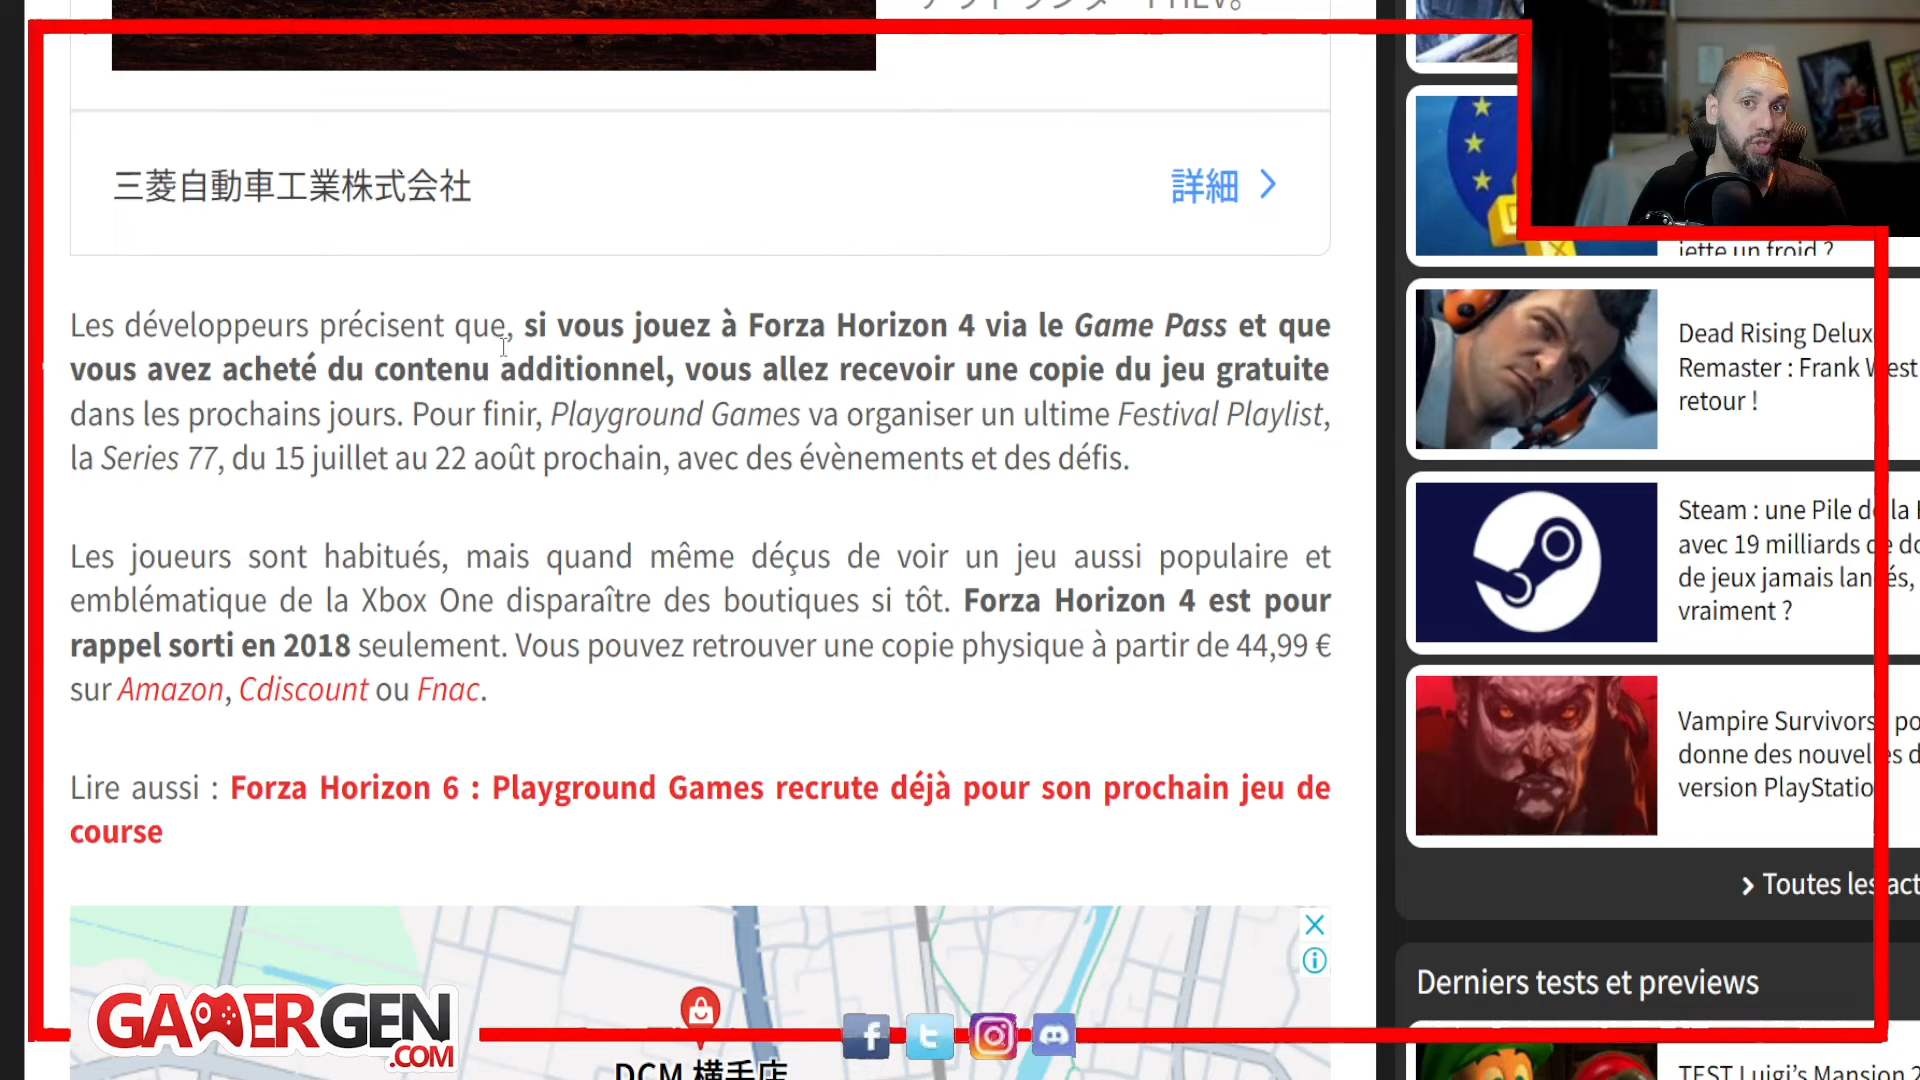 三菱自動車工業株式会社
詳細
Les développeurs précisent que, si vous jouez à Forza Horizon 4 via le Game Pass et que
vous avez acheté du contenu additionnel, vous allez recevoir une copie du jeu gratuite
dans les prochains jours. Pour finir, Playground Games va organiser un ultime Festival Playlist,
la Series 77, du 15 juillet au 22 août prochain, avec des évènements et des défis.
Les joueurs sont habitués, mais quand même déçus de voir un jeu aussi populaire et
emblématique de la Xbox One disparaître des boutiques si tôt. Forza Horizon 4 est pour
rappel sorti en 2018 seulement. Vous pouvez retrouver une copie physique à partir de 44,99 €
sur Amazon, Cdiscount ou Fnac.
Lire aussi : Forza Horizon 6 : Playground Games recrute déjà pour son prochain jeu de
course
DCM 横手店
GAMERGEN
.COM
jette un froid ?
Dead Rising Delux
Remaster : Frank West
retour !
Steam : une Pile de la
avec 19 milliards de do
de jeux jamais lancés,
vraiment ?
Vampire Survivors : po
donne des nouvelles d
version PlayStatio
Toutes les act
Derniers tests et previews
TEST Luigi's Mansion 2